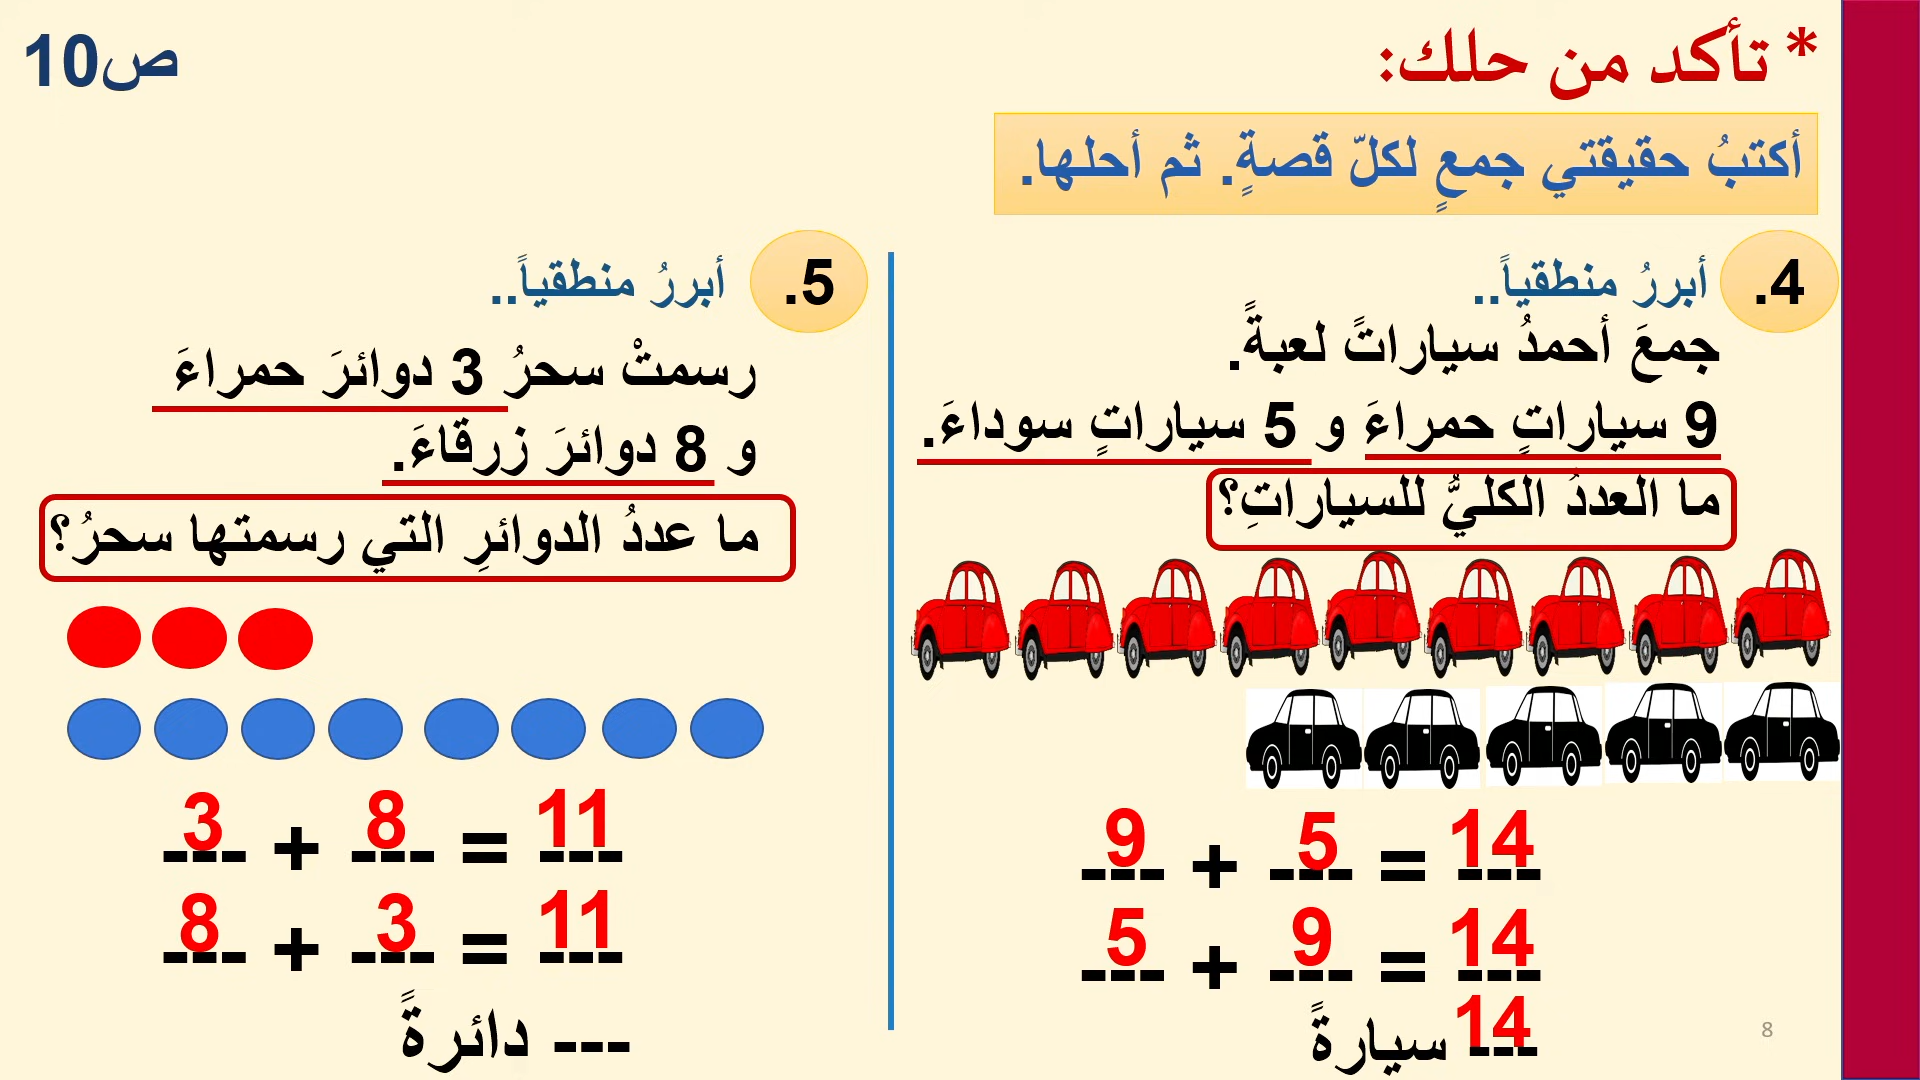 * تأكد من حلك:
ص10
أكتبُ حقيقتي جمعٍ لكلّ قصةٍ. ثم أحلها.
4.
أبررُ منطقياً..
جمعَ أحمدُ سياراتً لعبةً.
9 سياراتٍ حمراءَ و 5 سياراتٍ سوداءَ.
ما العددُ الكليُّ للسياراتِ؟
9 + 5 = 14
5 + 9 = 14
14 سيارةً
5.
أبررُ منطقياً..
رسمتْ سحرُ 3 دوائرَ حمراءَ
و 8 دوائرَ زرقاءَ.
ما عددُ الدوائرِ التي رسمتها سحرُ؟
3 + 8 = 11
8 + 3 = 11
--- دائرةً
8